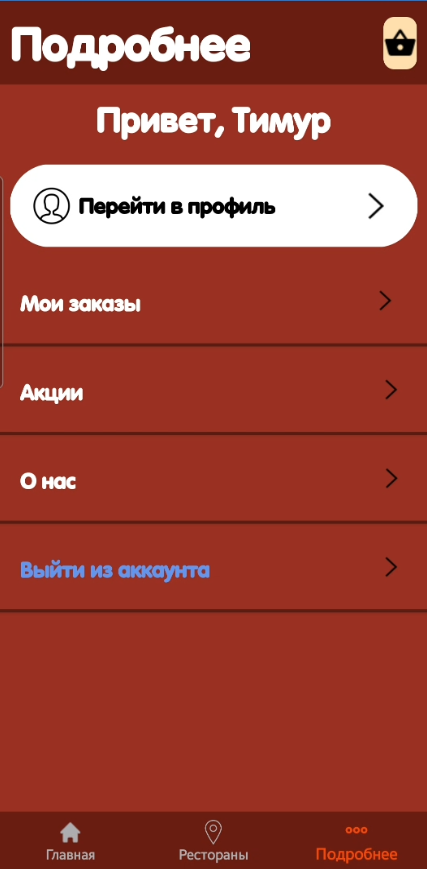 Подробнее
Привет, Тимур
Перейти в профиль
Мои заказы
Акции
О нас
Выйти из аккаунта
Главная
Рестораны
Подробнее